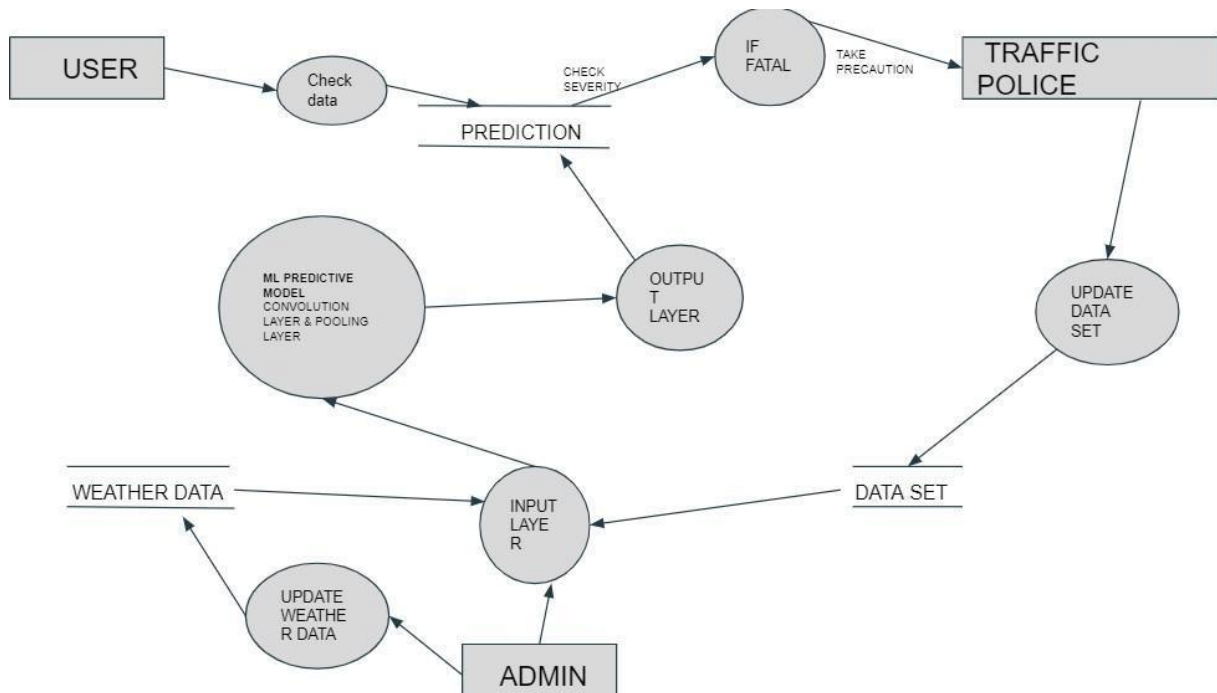 USER
Check
data
CHECK
SEVERITY
PREDICTION
IF
FATAL
TAKE
PRECAUTION
TRAFFIC
POLICE
ML PREDICTIVE
MODEL
CONVOLUTION
LAYER & POOLING
LAYER
OUTPU
T
LAYER
UPDATE
DATA
SET
WEATHER DATA
INPUT
LAYE
R
DATA SET
UPDATE
WEATHE
R DATA
ADMIN